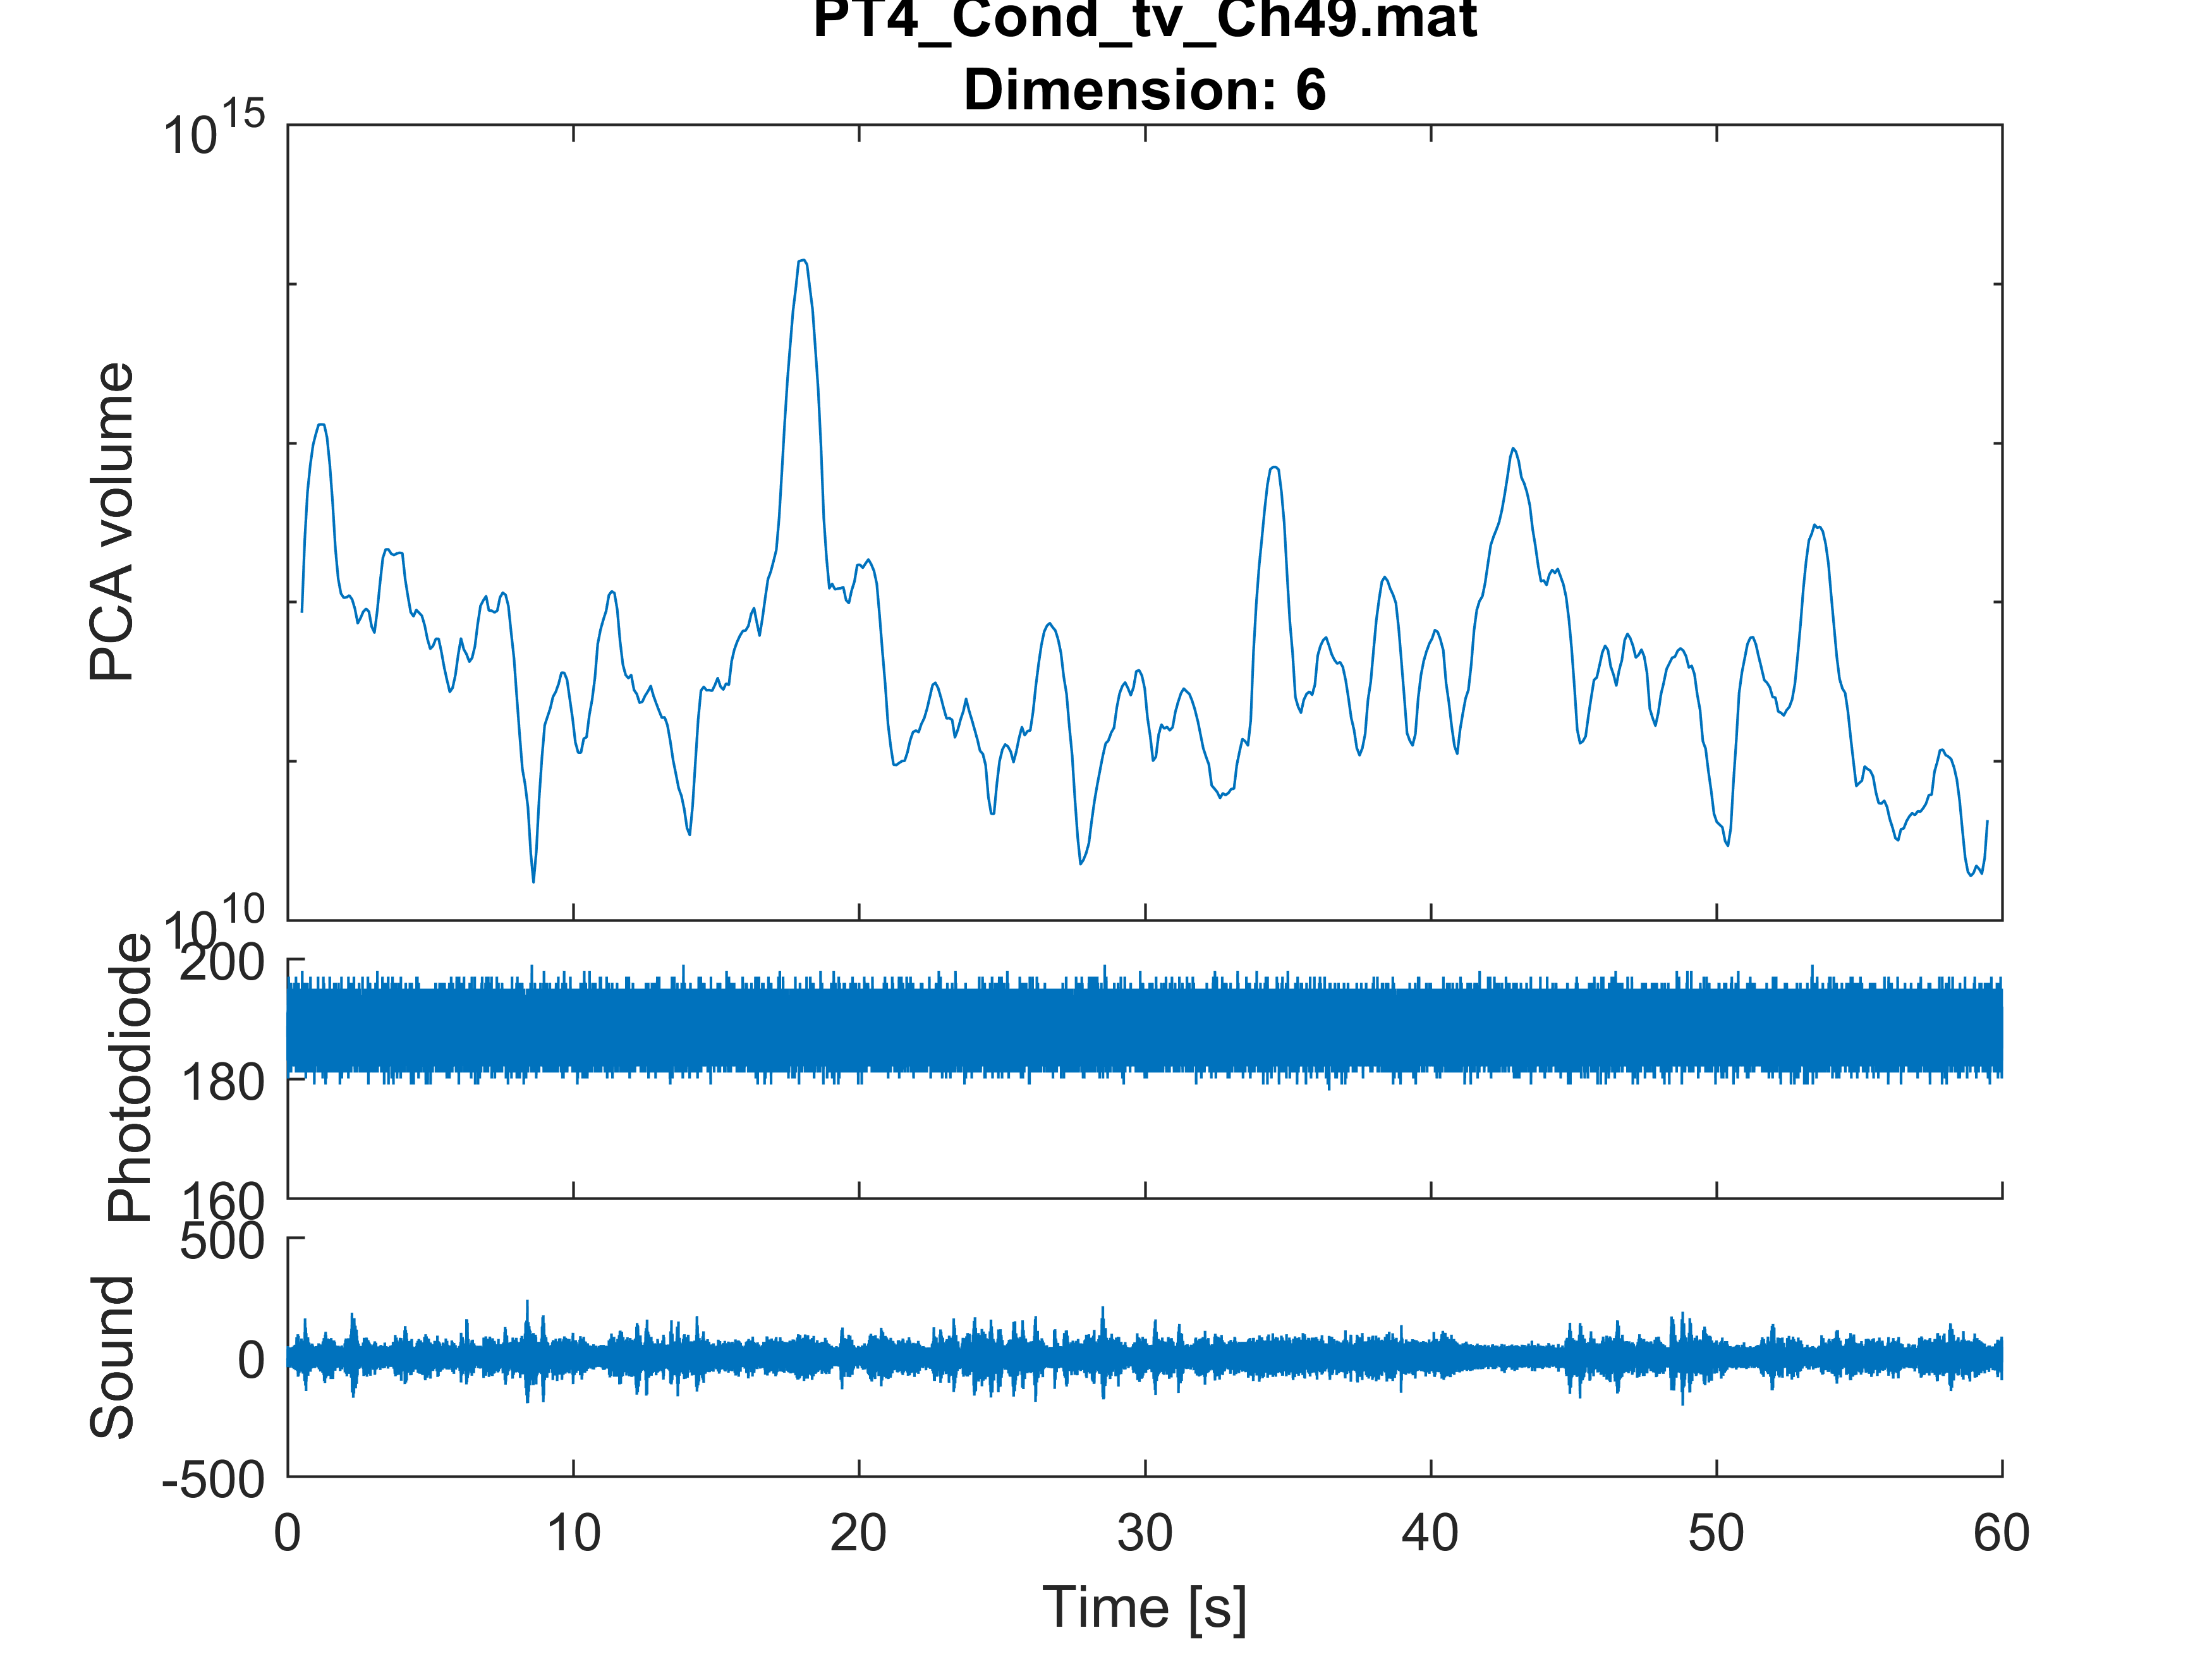 PT4_Cond_tv_Ch49.mat
Dimension: 6
10^15
PCA volume
10^10
200
Photodiode
180
160
500
Sound
0
-500
0 10 20 30 40 50 60
Time [s]